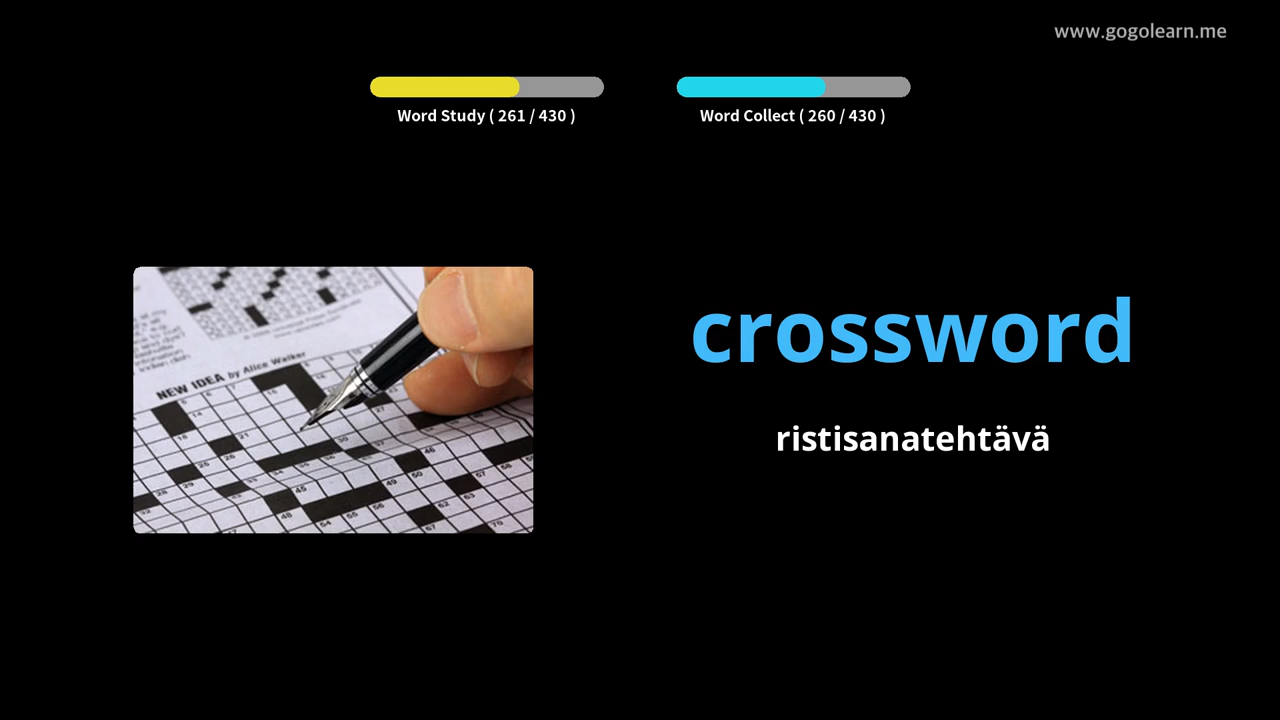 www.gogolearn.me
Word Study ( 261 / 430 )
Word Collect ( 260 / 430 )
NEW IDEA by Alice Walker
crossword
ristisanatehtävä